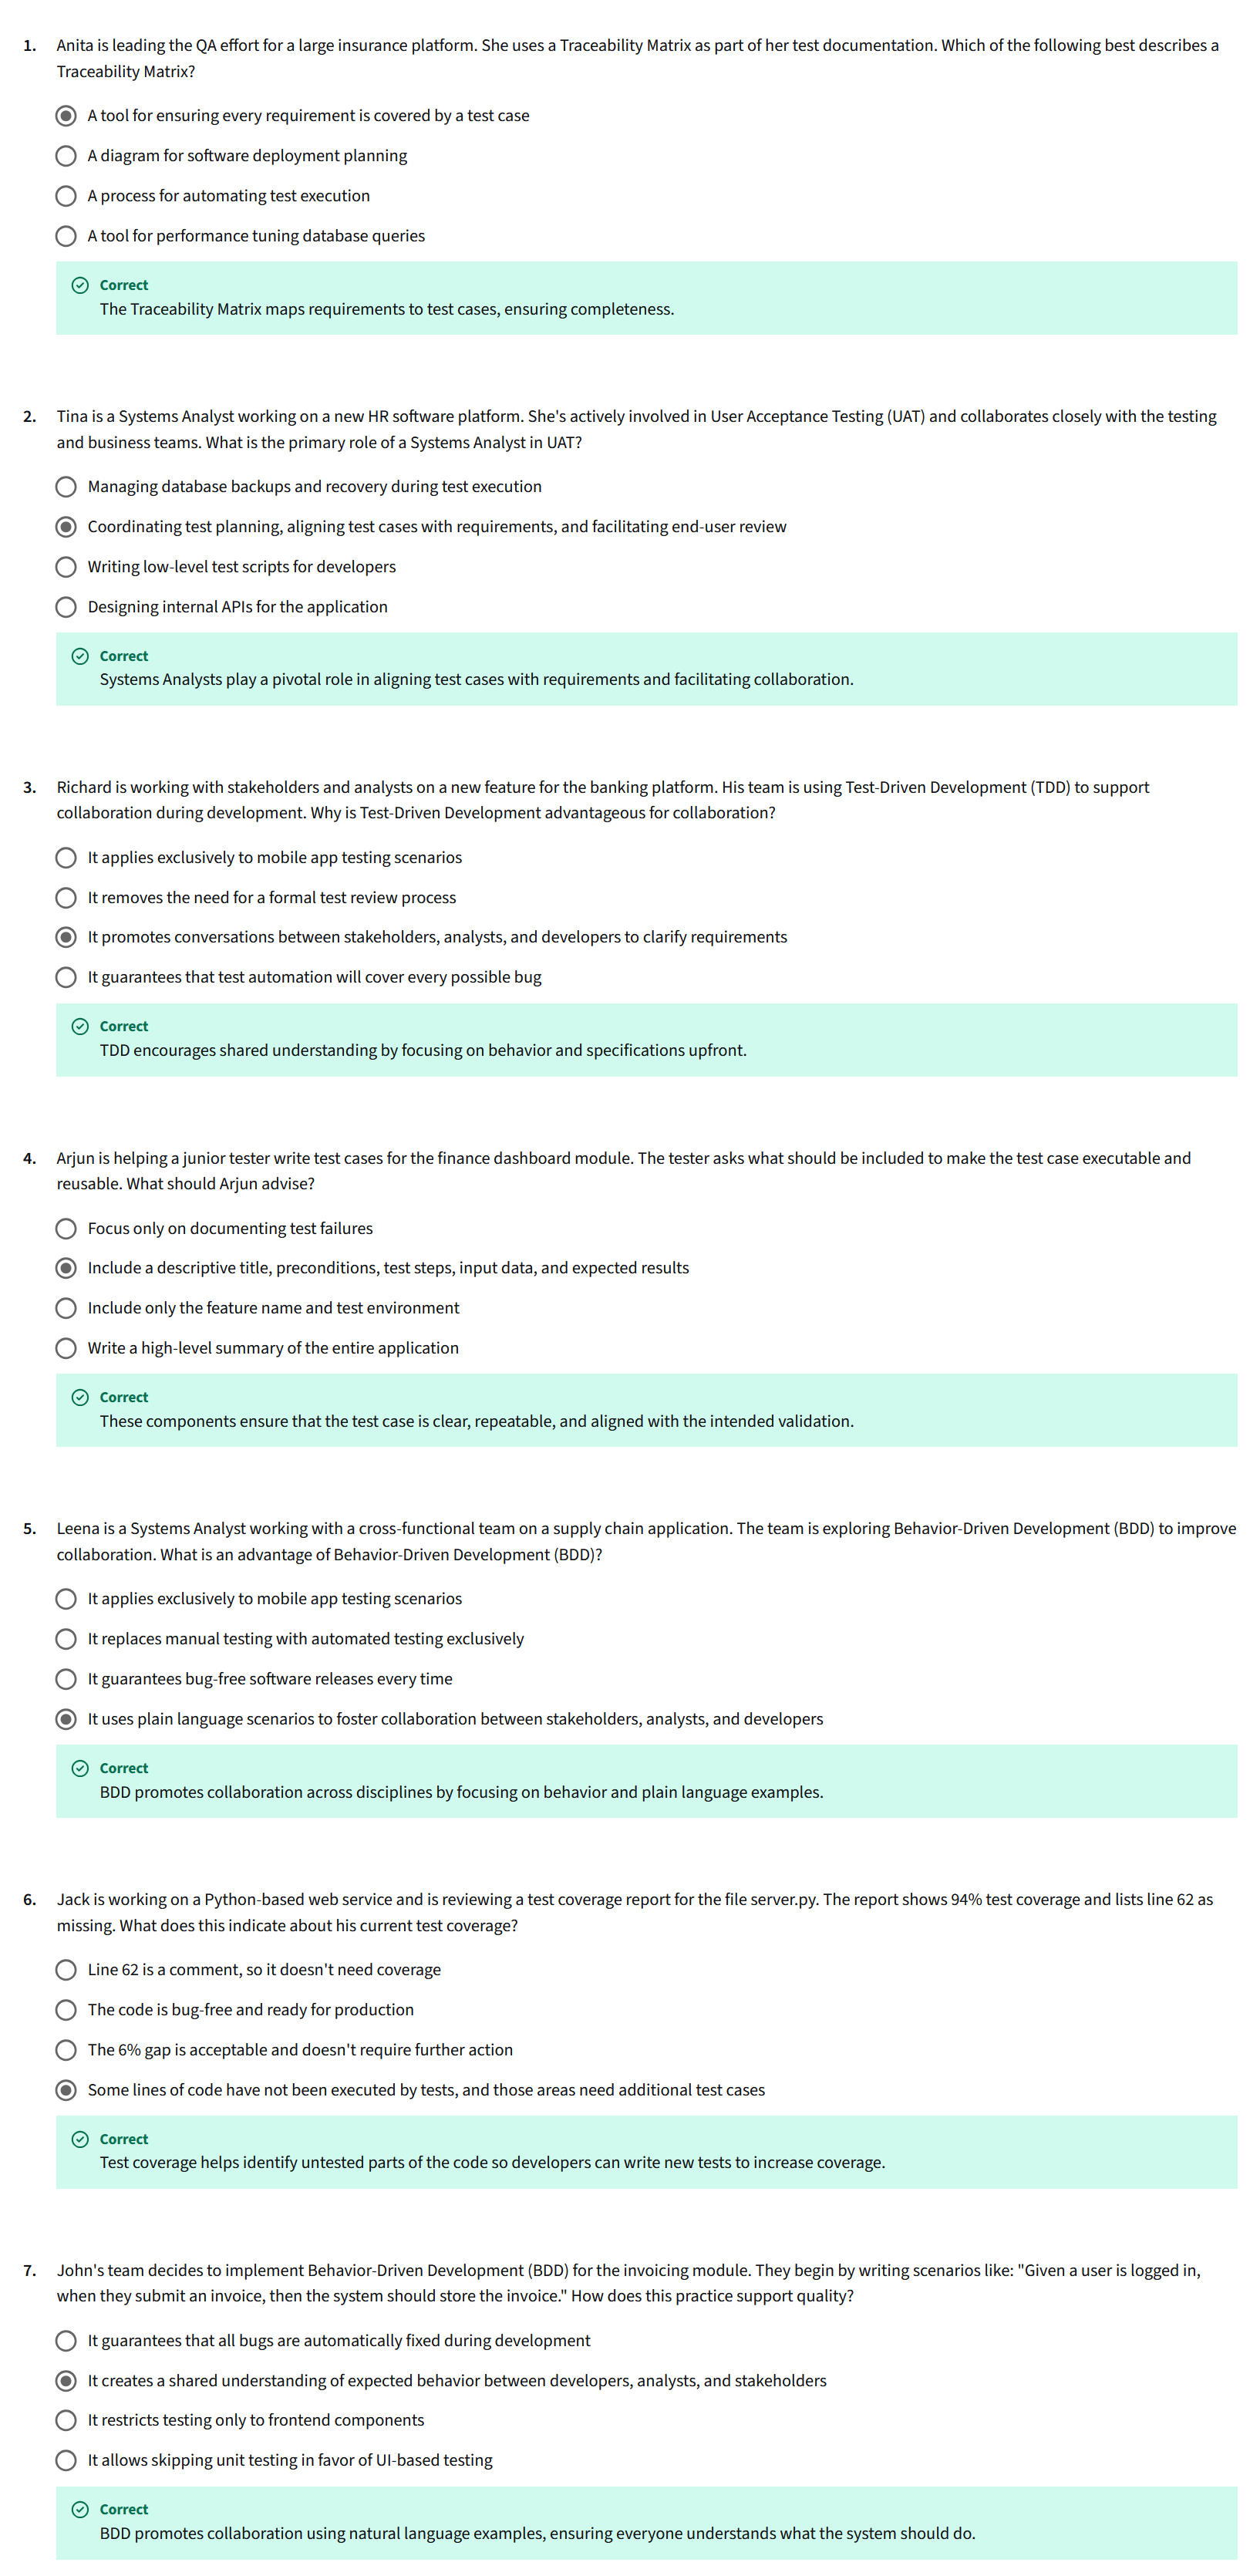 1. Anita is leading the QA effort for a large insurance platform. She uses a Traceability Matrix as part of her test documentation. Which of the following best describes a
Traceability Matrix?
A tool for ensuring every requirement is covered by a test case
A diagram for software deployment planning
A process for automating test execution
A tool for performance tuning database queries
Correct
The Traceability Matrix maps requirements to test cases, ensuring completeness.
2. Tina is a Systems Analyst working on a new HR software platform. She's actively involved in User Acceptance Testing (UAT) and collaborates closely with the testing
and business teams. What is the primary role of a Systems Analyst in UAT?
Managing database backups and recovery during test execution
Coordinating test planning, aligning test cases with requirements, and facilitating end-user review
Writing low-level test scripts for developers
Designing internal APIs for the application
Correct
Systems Analysts play a pivotal role in aligning test cases with requirements and facilitating collaboration.
3. Richard is working with stakeholders and analysts on a new feature for the banking platform. His team is using Test-Driven Development (TDD) to support
collaboration during development. Why is Test-Driven Development advantageous for collaboration?
It applies exclusively to mobile app testing scenarios
It removes the need for a formal test review process
It promotes conversations between stakeholders, analysts, and developers to clarify requirements
It guarantees that test automation will cover every possible bug
Correct
TDD encourages shared understanding by focusing on behavior and specifications upfront.
4. Arjun is helping a junior tester write test cases for the finance dashboard module. The tester asks what should be included to make the test case executable and
reusable. What should Arjun advise?
Focus only on documenting test failures
Include a descriptive title, preconditions, test steps, input data, and expected results
Include only the feature name and test environment
Write a high-level summary of the entire application
Correct
These components ensure that the test case is clear, repeatable, and aligned with the intended validation.
5. Leena is a Systems Analyst working with a cross-functional team on a supply chain application. The team is exploring Behavior-Driven Development (BDD) to improve
collaboration. What is an advantage of Behavior-Driven Development (BDD)?
It applies exclusively to mobile app testing scenarios
It replaces manual testing with automated testing exclusively
It guarantees bug-free software releases every time
It uses plain language scenarios to foster collaboration between stakeholders, analysts, and developers
Correct
BDD promotes collaboration across disciplines by focusing on behavior and plain language examples.
6. Jack is working on a Python-based web service and is reviewing a test coverage report for the file server.py. The report shows 94% test coverage and lists line 62 as
missing. What does this indicate about his current test coverage?
Line 62 is a comment, so it doesn't need coverage
The code is bug-free and ready for production
The 6% gap is acceptable and doesn't require further action
Some lines of code have not been executed by tests, and those areas need additional test cases
Correct
Test coverage helps identify untested parts of the code so developers can write new tests to increase coverage.
7. John's team decides to implement Behavior-Driven Development (BDD) for the invoicing module. They begin by writing scenarios like: "Given a user is logged in,
when they submit an invoice, then the system should store the invoice." How does this practice support quality?
It guarantees that all bugs are automatically fixed during development
It creates a shared understanding of expected behavior between developers, analysts, and stakeholders
It restricts testing only to frontend components
It allows skipping unit testing in favor of UI-based testing
Correct
BDD promotes collaboration using natural language examples, ensuring everyone understands what the system should do.